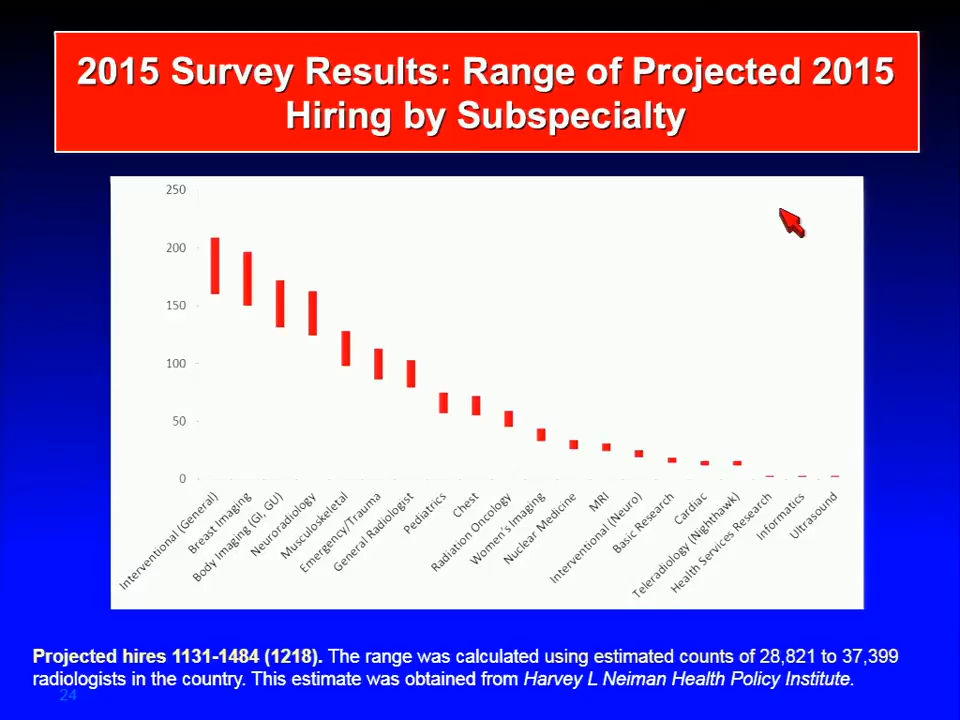 2015 Survey Results: Range of Projected 2015
Hiring by Subspecialty
250
200
150
100
50
0
Interventional (General)
Breast Imaging
Body Imaging (GI, GU)
Neuroradiology
Musculoskeletal
Emergency/Trauma
General Radiologist
Pediatrics
Chest
Radiation Oncology
Women's Imaging
Nuclear Medicine
MRI
Interventional (Neuro)
Basic Research
Cardiac
Teleradiology (Nighthawk)
Health Services Research
Informatics
Ultrasound
Projected hires 1131-1484 (1218). The range was calculated using estimated counts of 28,821 to 37,399
radiologists in the country. This estimate was obtained from Harvey L Neiman Health Policy Institute.
24